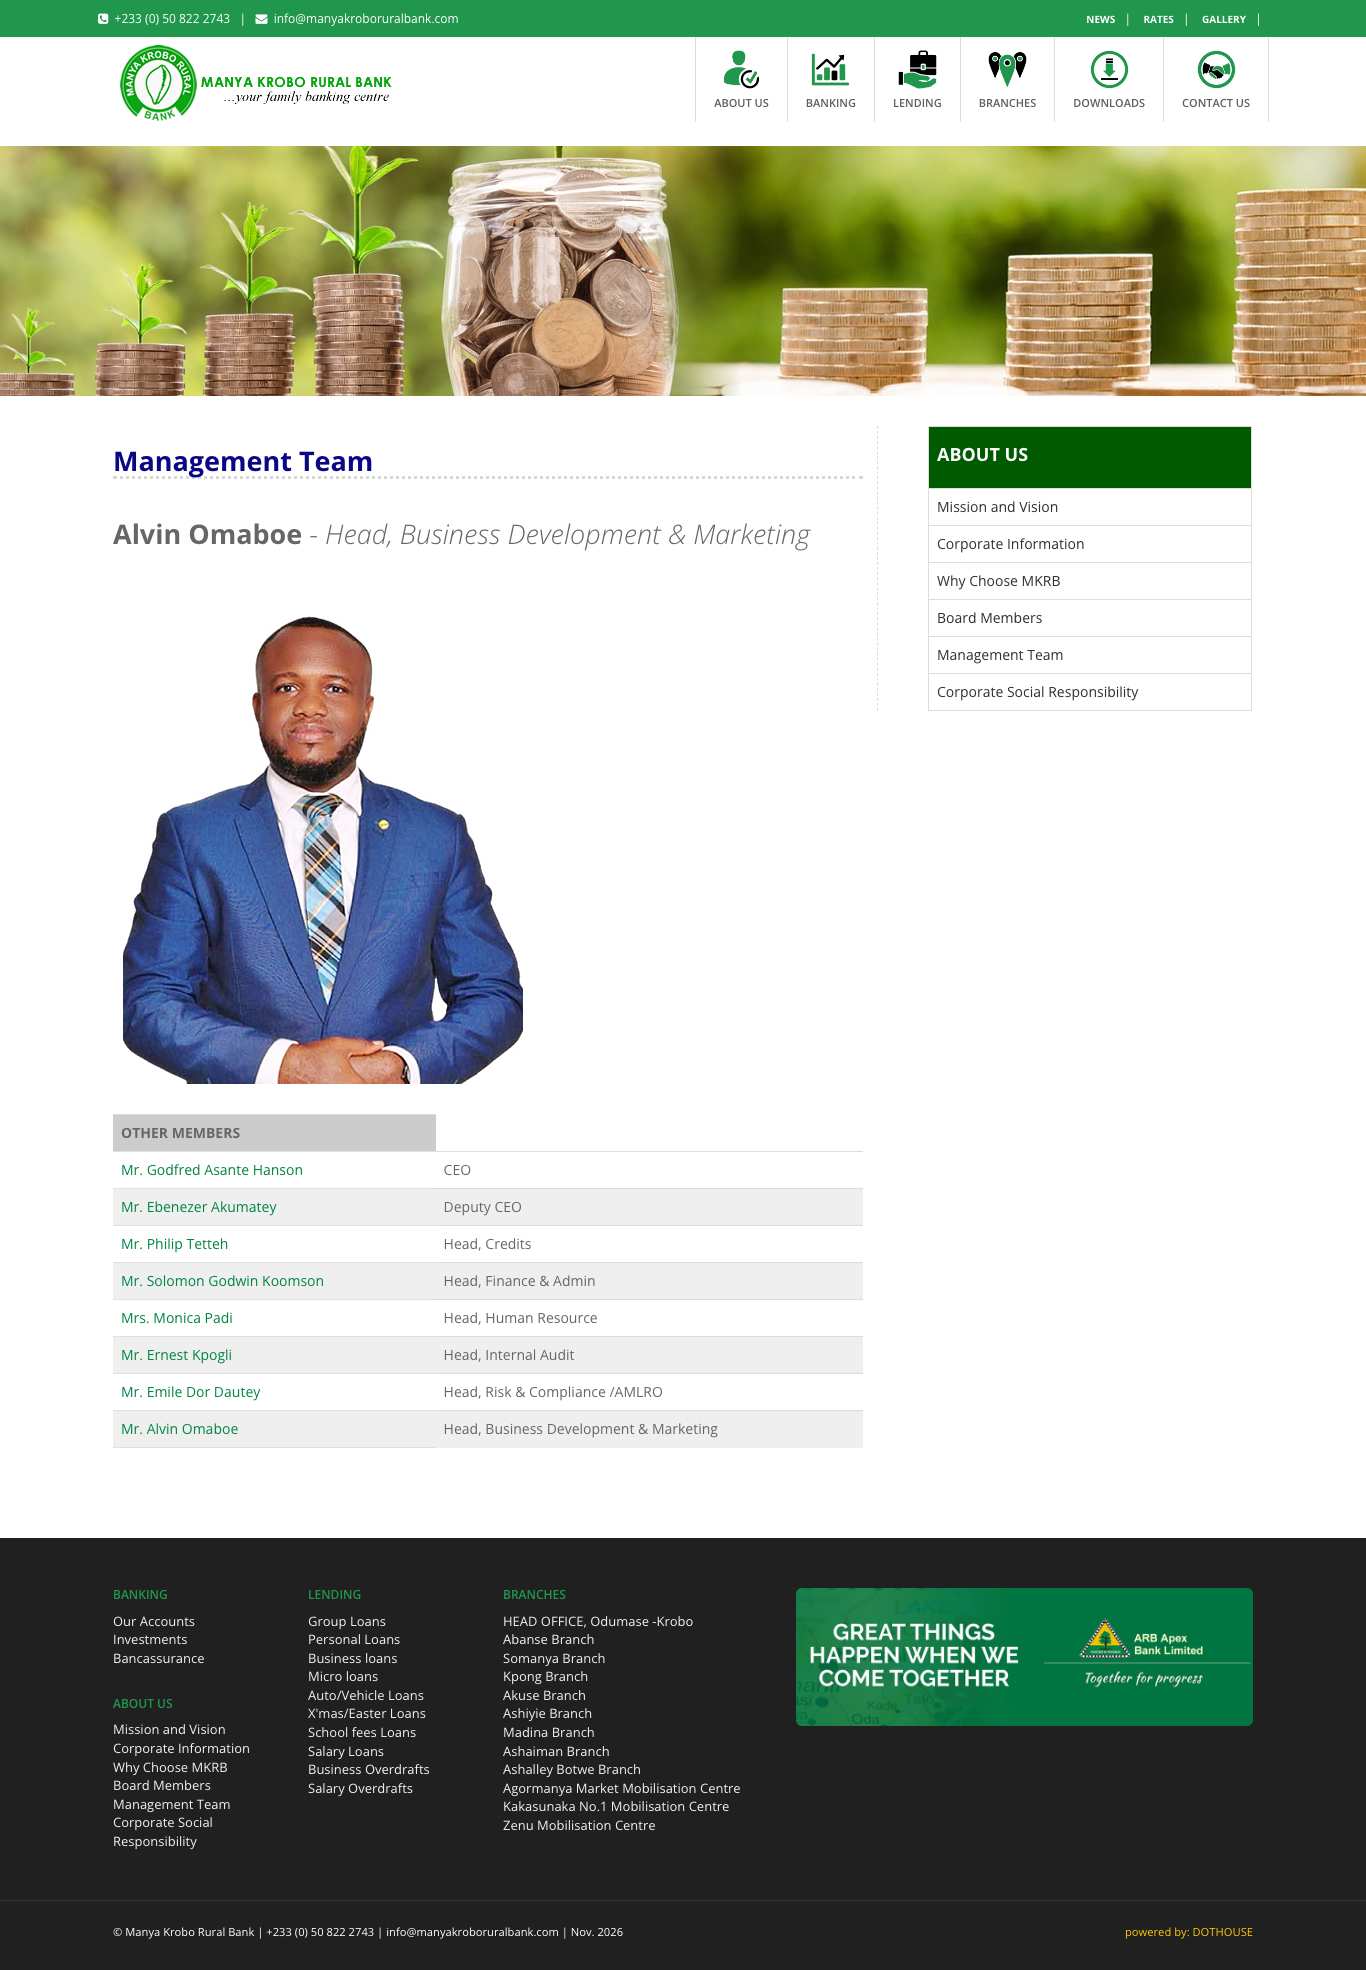 +233 (0) 50 822 2743 | info@manyakroboruralbank.com
NEWS | RATES | GALLERY |
MANYA KROBO RURAL BANK
MANYA KROBO RURAL BANK
...your family banking centre
ABOUT US
BANKING
LENDING
BRANCHES
DOWNLOADS
CONTACT US
Management Team
Alvin Omaboe - Head, Business Development & Marketing
ABOUT US
Mission and Vision
Corporate Information
Why Choose MKRB
Board Members
Management Team
Corporate Social Responsibility
OTHER MEMBERS
Mr. Godfred Asante Hanson CEO
Mr. Ebenezer Akumatey Deputy CEO
Mr. Philip Tetteh Head, Credits
Mr. Solomon Godwin Koomson Head, Finance & Admin
Mrs. Monica Padi Head, Human Resource
Mr. Ernest Kpogli Head, Internal Audit
Mr. Emile Dor Dautey Head, Risk & Compliance /AMLRO
Mr. Alvin Omaboe Head, Business Development & Marketing
BANKING
Our Accounts
Investments
Bancassurance
ABOUT US
Mission and Vision
Corporate Information
Why Choose MKRB
Board Members
Management Team
Corporate Social
Responsibility
LENDING
Group Loans
Personal Loans
Business loans
Micro loans
Auto/Vehicle Loans
X'mas/Easter Loans
School fees Loans
Salary Loans
Business Overdrafts
Salary Overdrafts
BRANCHES
HEAD OFFICE, Odumase -Krobo
Abanse Branch
Somanya Branch
Kpong Branch
Akuse Branch
Ashiyie Branch
Madina Branch
Ashaiman Branch
Ashalley Botwe Branch
Agormanya Market Mobilisation Centre
Kakasunaka No.1 Mobilisation Centre
Zenu Mobilisation Centre
LAKE
GREAT THINGS
HAPPEN WHEN WE
COME TOGETHER
ARB Apex
Bank Limited
Together for progress
Oda
© Manya Krobo Rural Bank | +233 (0) 50 822 2743 | info@manyakroboruralbank.com | Nov. 2026
powered by: DOTHOUSE